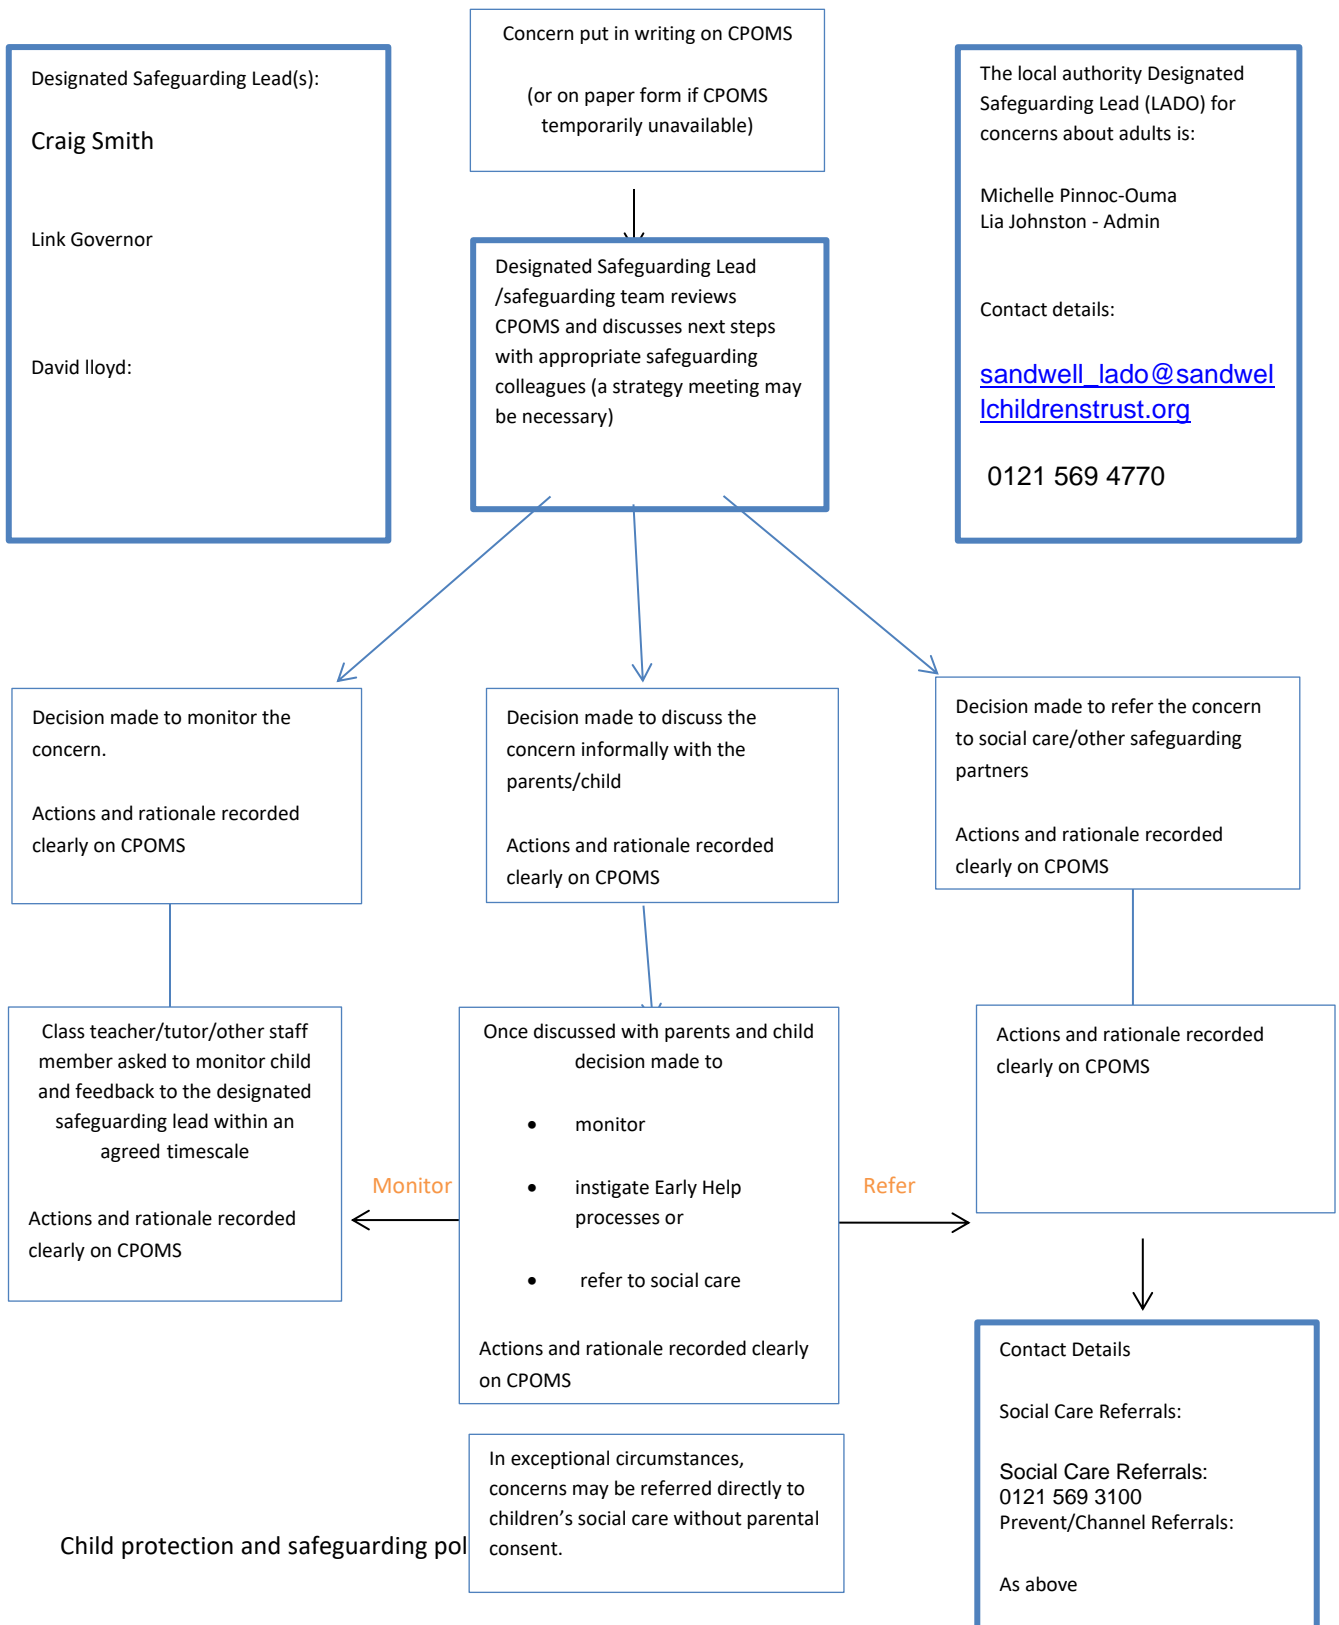 Concern put in writing on CPOMS
(or on paper form if CPOMS
temporarily unavailable)
Designated Safeguarding Lead(s):
Craig Smith
Link Governor
David lloyd:
The local authority Designated
Safeguarding Lead (LADO) for
concerns about adults is:
Michelle Pinnoc-Ouma
Lia Johnston - Admin
Contact details:
sandwell_lado@sandwel
lchildrenstrust.org
0121 569 4770
Designated Safeguarding Lead
/safeguarding team reviews
CPOMS and discusses next steps
with appropriate safeguarding
colleagues (a strategy meeting may
be necessary)
Decision made to monitor the
concern.
Actions and rationale recorded
clearly on CPOMS
Decision made to discuss the
concern informally with the
parents/child
Actions and rationale recorded
clearly on CPOMS
Decision made to refer the concern
to social care/other safeguarding
partners
Actions and rationale recorded
clearly on CPOMS
Class teacher/tutor/other staff
member asked to monitor child
and feedback to the designated
safeguarding lead within an
agreed timescale
Actions and rationale recorded
clearly on CPOMS
Monitor
Once discussed with parents and child
decision made to
• monitor
• instigate Early Help
processes or
• refer to social care
Actions and rationale recorded clearly
on CPOMS
Refer
Actions and rationale recorded
clearly on CPOMS
Contact Details
Social Care Referrals:
Social Care Referrals:
0121 569 3100
Prevent/Channel Referrals:
As above
In exceptional circumstances,
concerns may be referred directly to
children’s social care without parental
consent.
Child protection and safeguarding pol